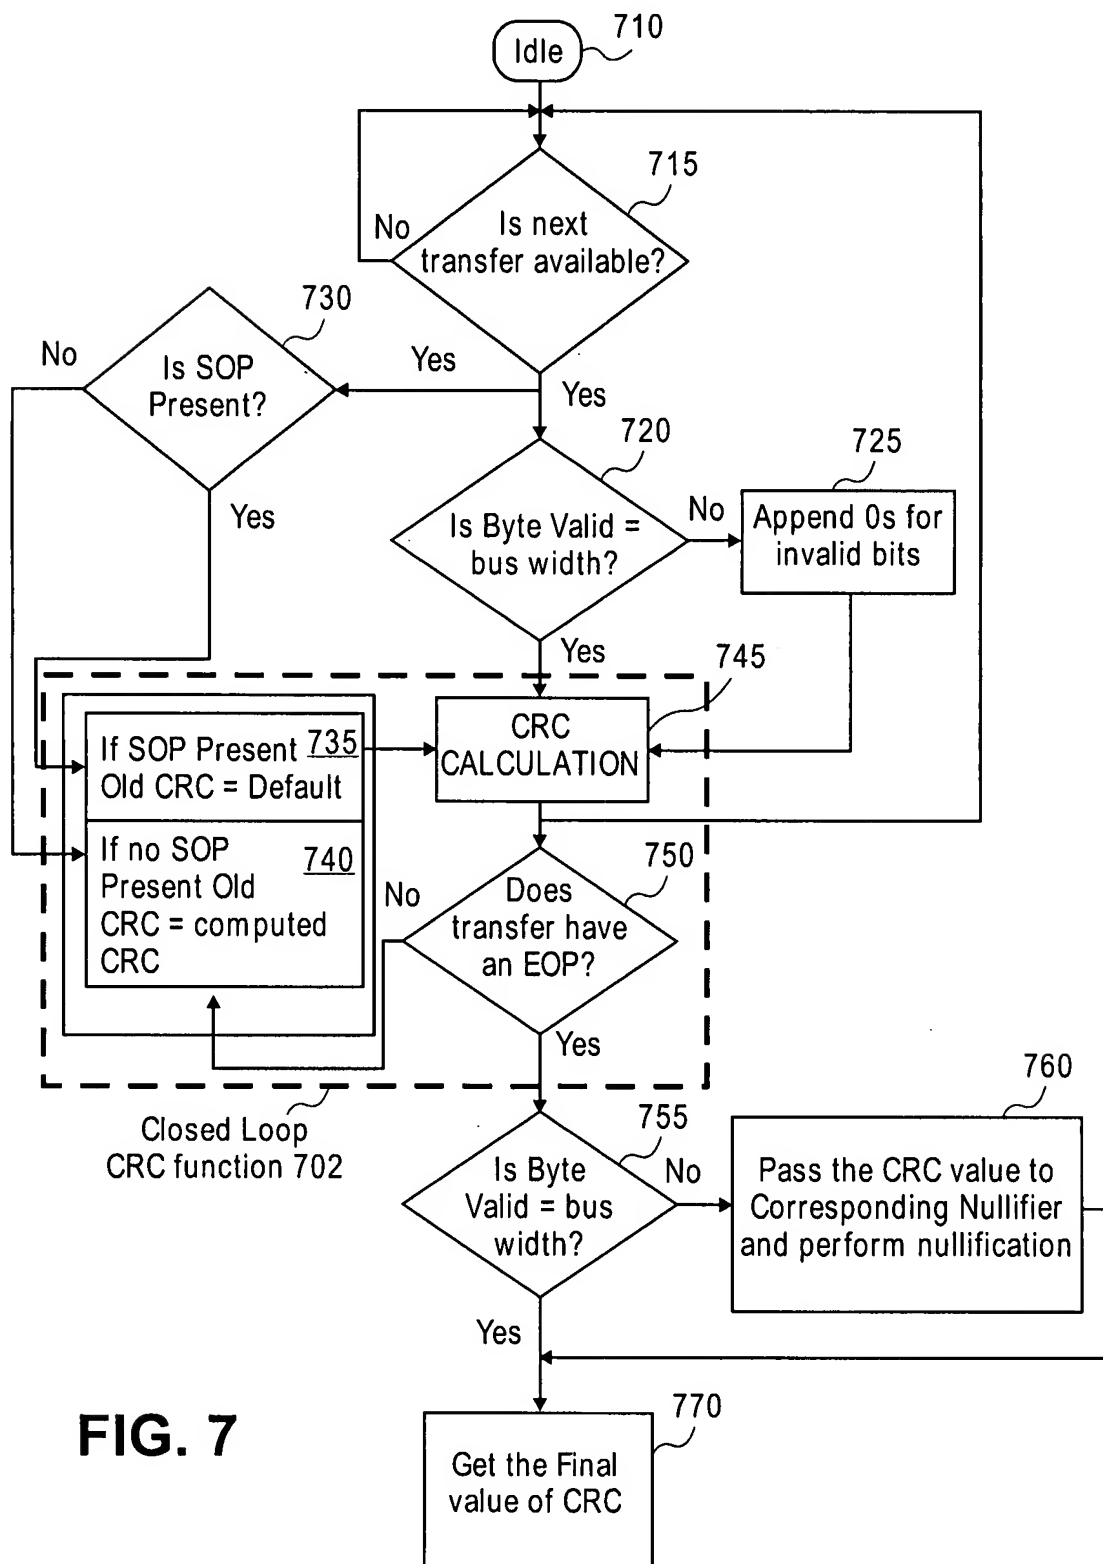 710
Idle
715
No
Is next
transfer available?
730
No
Is SOP
Present?
Yes
Yes
Yes
720
Is Byte Valid =
bus width?
No
725
Append 0s for
invalid bits
Yes
745
CRC
CALCULATION
If SOP Present 735
Old CRC = Default
If no SOP 740
Present Old
CRC = computed
CRC
No
750
Does
transfer have
an EOP?
Yes
Closed Loop
CRC function 702
755
Is Byte
Valid = bus
width?
No
760
Pass the CRC value to
Corresponding Nullifier
and perform nullification
Yes
770
Get the Final
value of CRC
FIG. 7